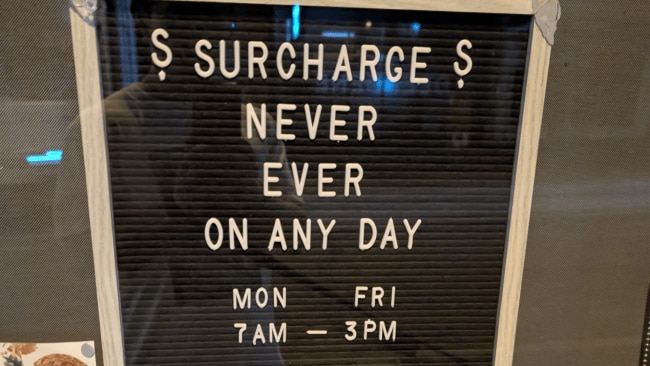 $ SURCHARGE $
NEVER
EVER
ON ANY DAY
MON FRI
7AM — 3PM